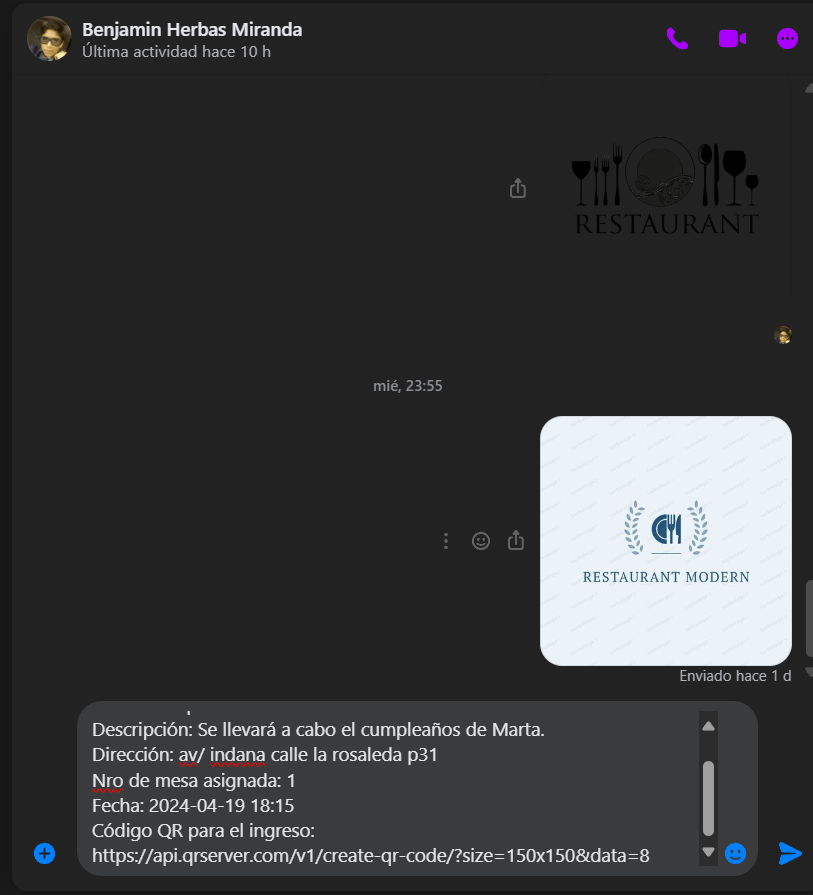 Benjamin Herbas Miranda
Última actividad hace 10 h
RESTAURANT
mié, 23:55
RESTAURANT MODERN
Enviado hace 1 d
Descripción: Se llevará a cabo el cumpleaños de Marta.
Dirección: av/ indana calle la rosaleda p31
Nro de mesa asignada: 1
Fecha: 2024-04-19 18:15
Código QR para el ingreso:
https://api.qrserver.com/v1/create-qr-code/?size=150x150&data=8